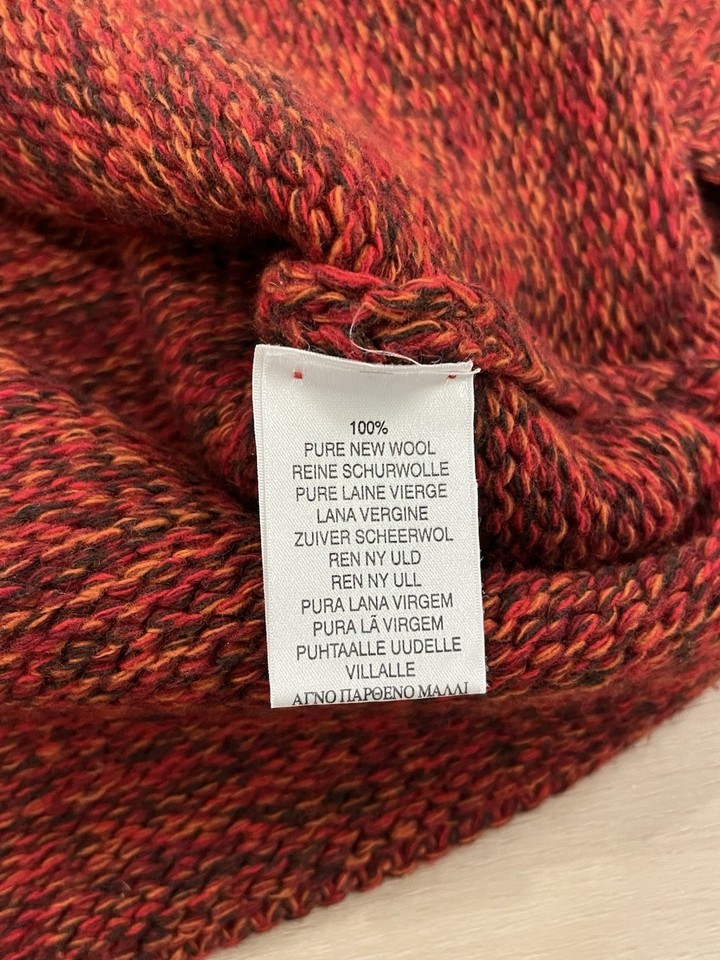 100%
PURE NEW WOOL
REINE SCHURWOLLE
PURE LAINE VIERGE
LANA VERGINE
ZUIVER SCHEERWOL
REN NY ULD
REN NY ULL
PURA LANA VIRGEM
PURA LÃ VIRGEM
PUHTAALLE UUDELLE
VILLALLE
ΑΓΝΟ ΠΑΡΘΕΝΟ ΜΑΛΛΙ